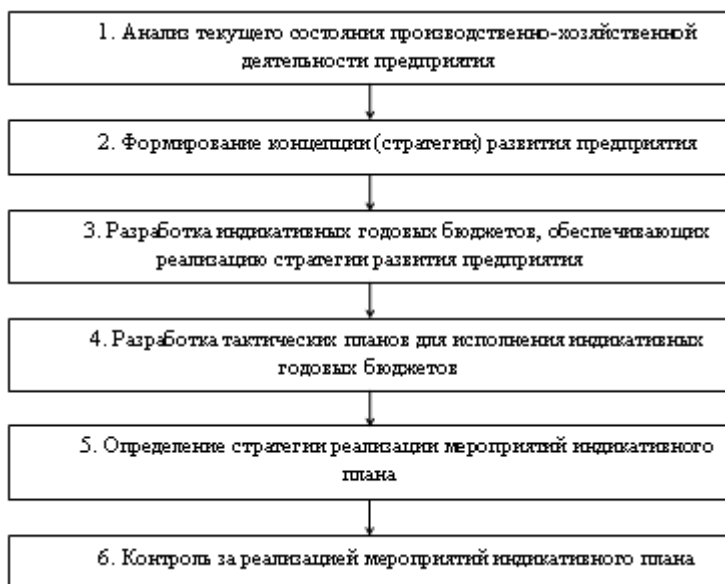 1. Анализ текущего состояния производственно-хозяйственной
деятельности предприятия
2. Формирование концепции (стратегии) развития предприятия
3. Разработка индикативных годовых бюджетов, обеспечивающих
реализацию стратегии развития предприятия
4. Разработка тактических планов для исполнения индикативных
годовых бюджетов
5. Определение стратегии реализации мероприятий индикативного
плана
6. Контроль за реализацией мероприятий индикативного плана